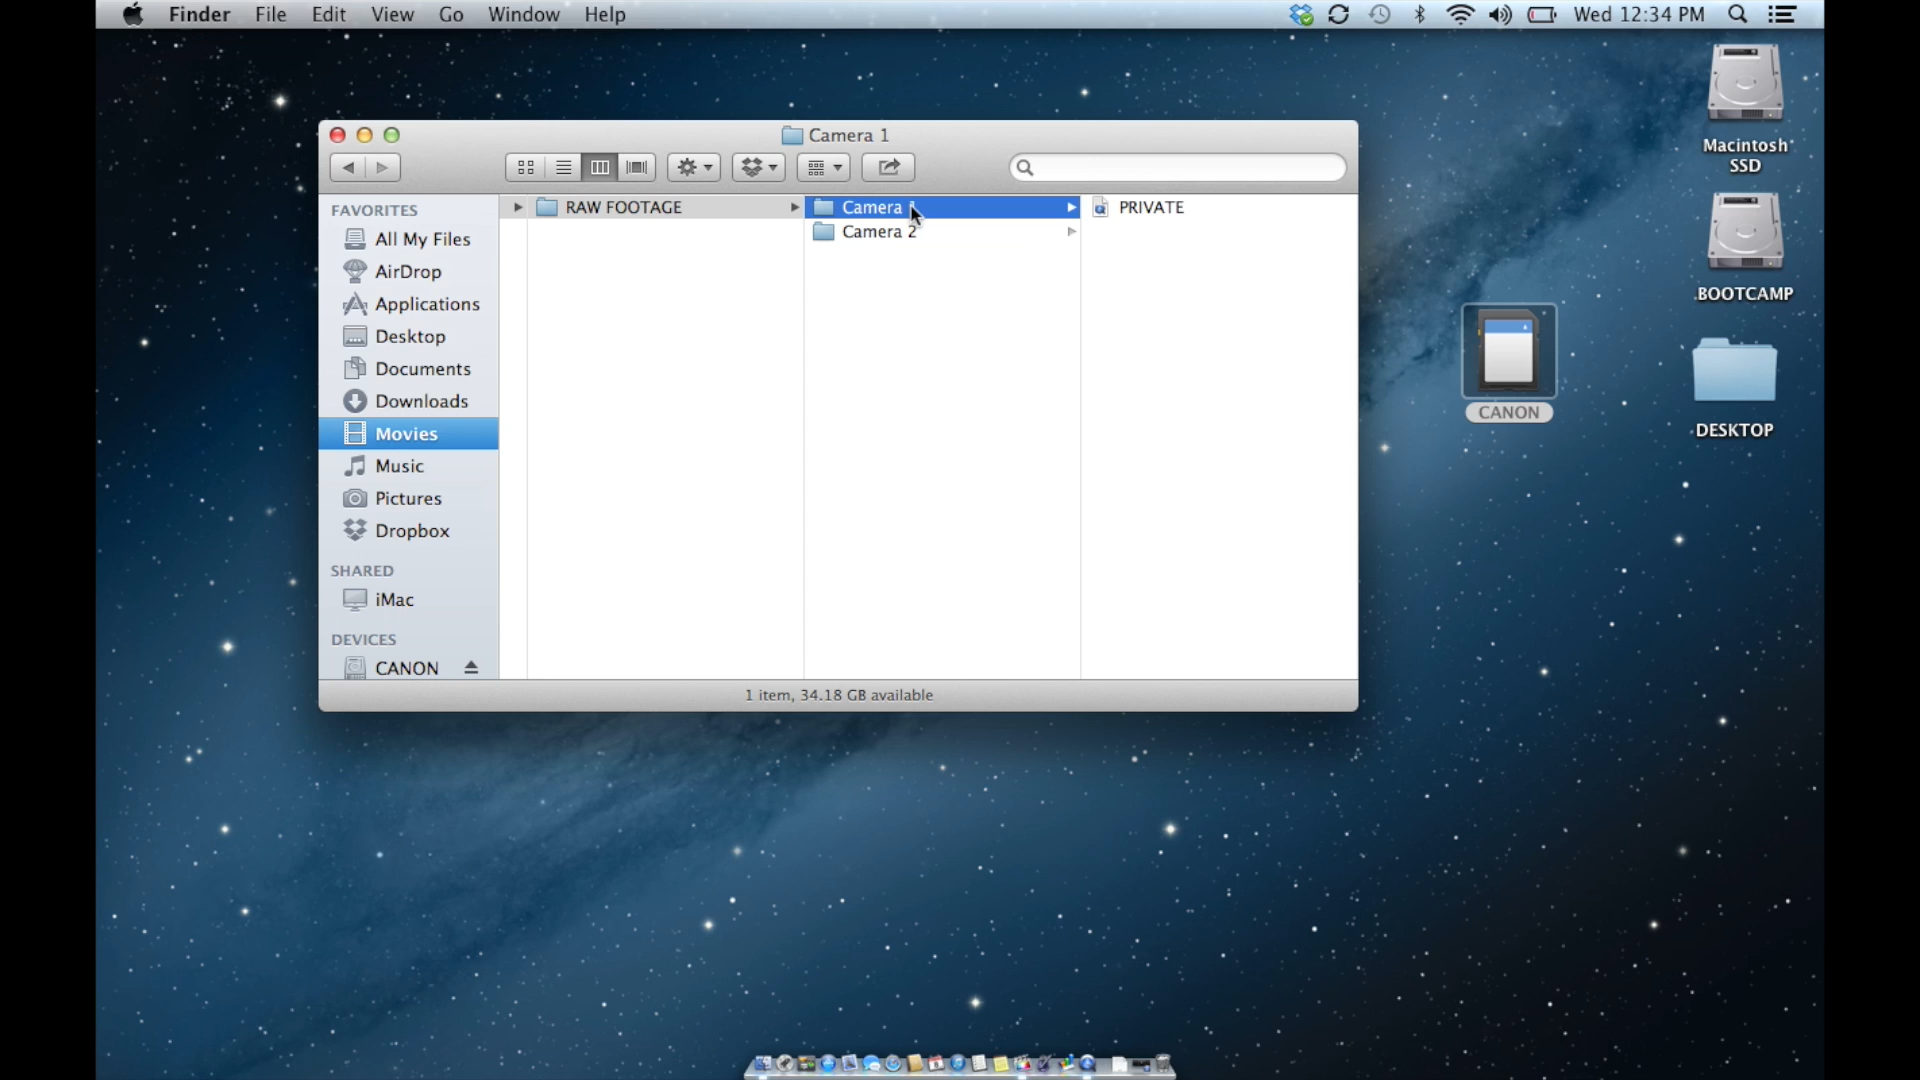 Finder File Edit View Go Window Help Wed 12:34 PM
Camera 1
FAVORITES
All My Files
AirDrop
Applications
Desktop
Documents
Downloads
Movies
Music
Pictures
Dropbox
SHARED
iMac
DEVICES
CANON
RAW FOOTAGE
Camera 1
Camera 2
PRIVATE
1 item, 34.18 GB available
Macintosh
SSD
BOOTCAMP
CANON
DESKTOP